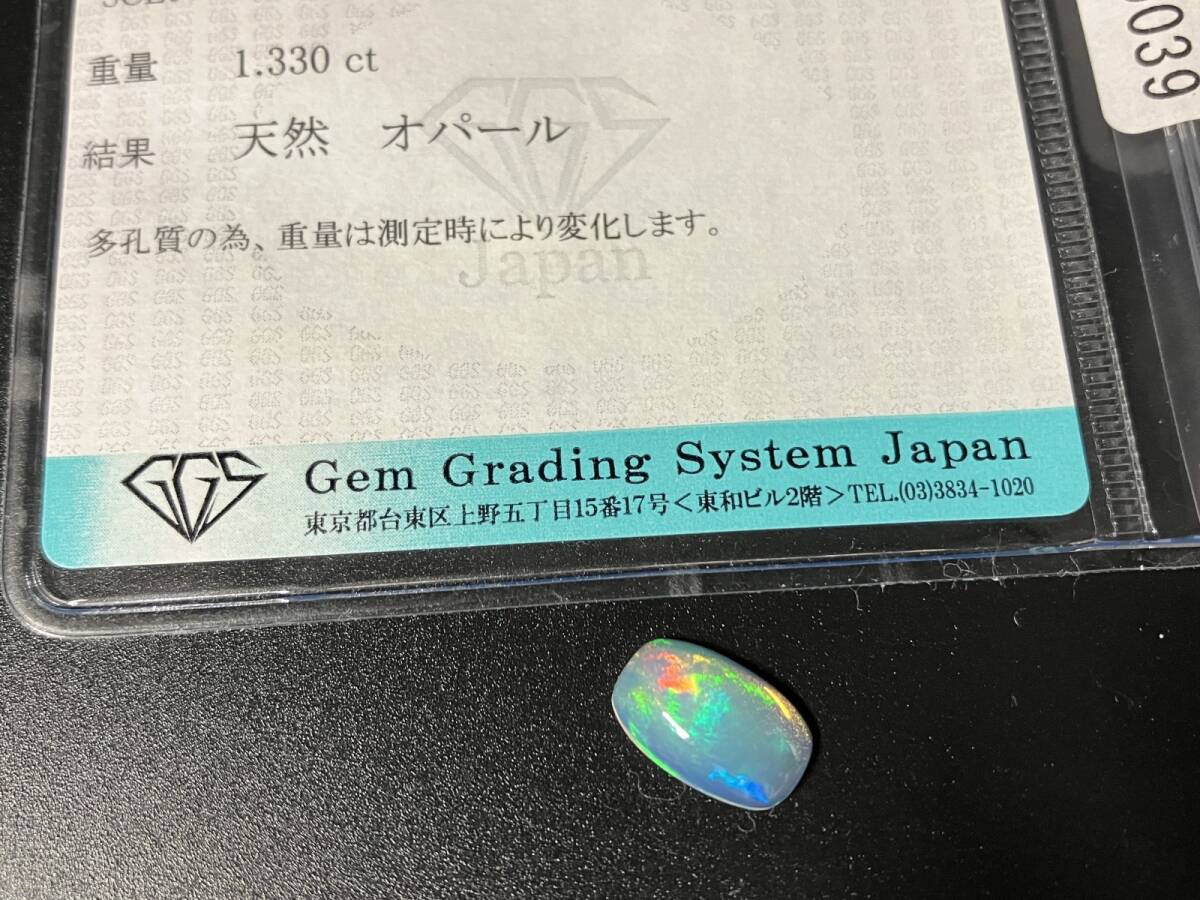 重量 1.330 ct
結果 天然 オパール
多孔質の為、重量は測定時により変化します。
GGS
Japan
GGS Gem Grading System Japan
東京都台東区上野五丁目15番17号<東和ビル2階>TEL.(03)3834-1020
039